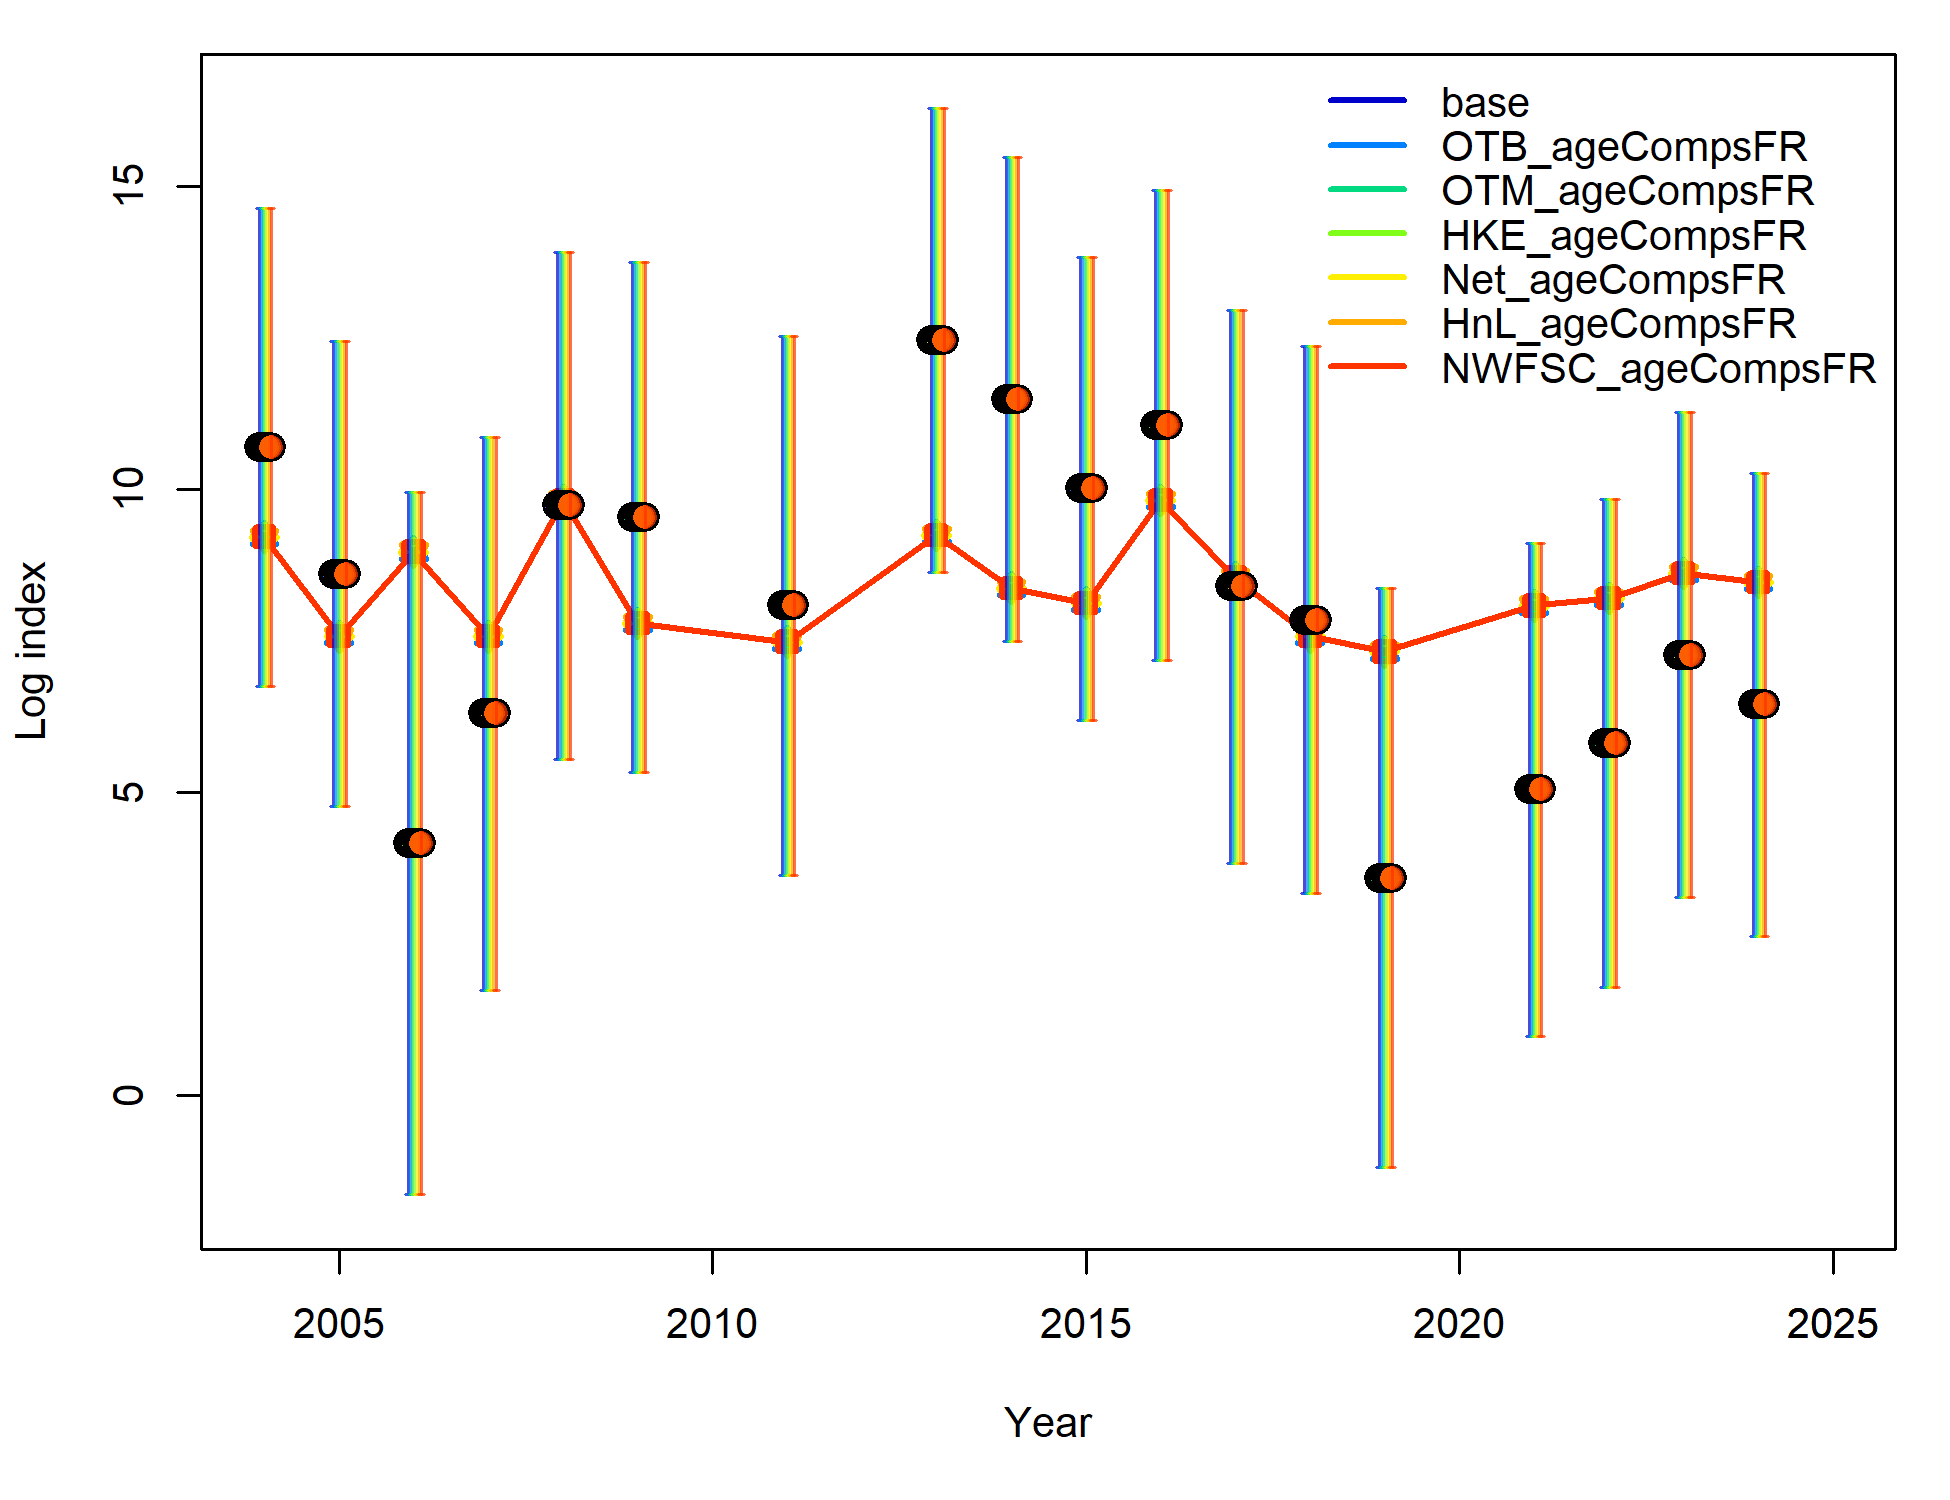 base
OTB_ageCompsFR
OTM_ageCompsFR
HKE_ageCompsFR
Net_ageCompsFR
HnL_ageCompsFR
NWFSC_ageCompsFR
15
10
5
0
Log index
2005
2010
2015
2020
2025
Year